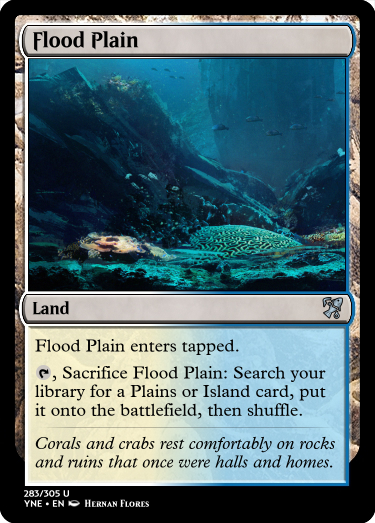 Flood Plain
Land
Flood Plain enters tapped.
, Sacrifice Flood Plain: Search your
library for a Plains or Island card, put
it onto the battlefield, then shuffle.
Corals and crabs rest comfortably on rocks
and ruins that once were halls and homes.
283/305 U
YNE • EN Hernan Flores